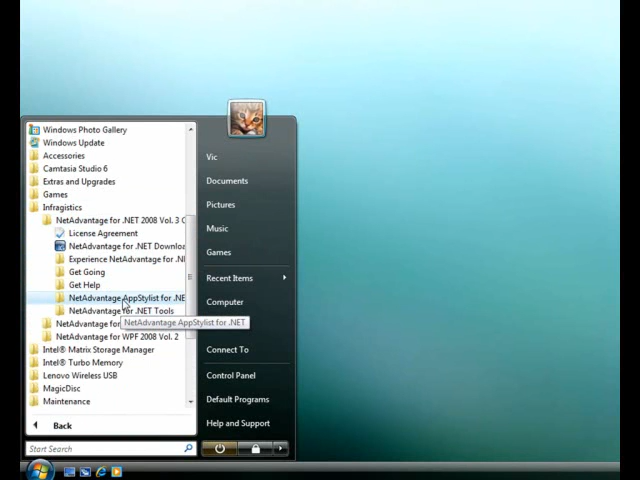 Windows Photo Gallery
Windows Update
Accessories
Camtasia Studio 6
Extras and Upgrades
Games
Infragistics
NetAdvantage for .NET 2008 Vol. 3 C
License Agreement
NetAdvantage for .NET Downloa
Experience NetAdvantage for .N
Get Going
Get Help
NetAdvantage AppStylist for .NE
NetAdvantage for .NET Tools
NetAdvantage AppStylist for .NET
NetAdvantage for
NetAdvantage for WPF 2008 Vol. 2
Intel® Matrix Storage Manager
Intel® Turbo Memory
Lenovo Wireless USB
MagicDisc
Maintenance
Back
Start Search
Vic
Documents
Pictures
Music
Games
Recent Items
Computer
Connect To
Control Panel
Default Programs
Help and Support